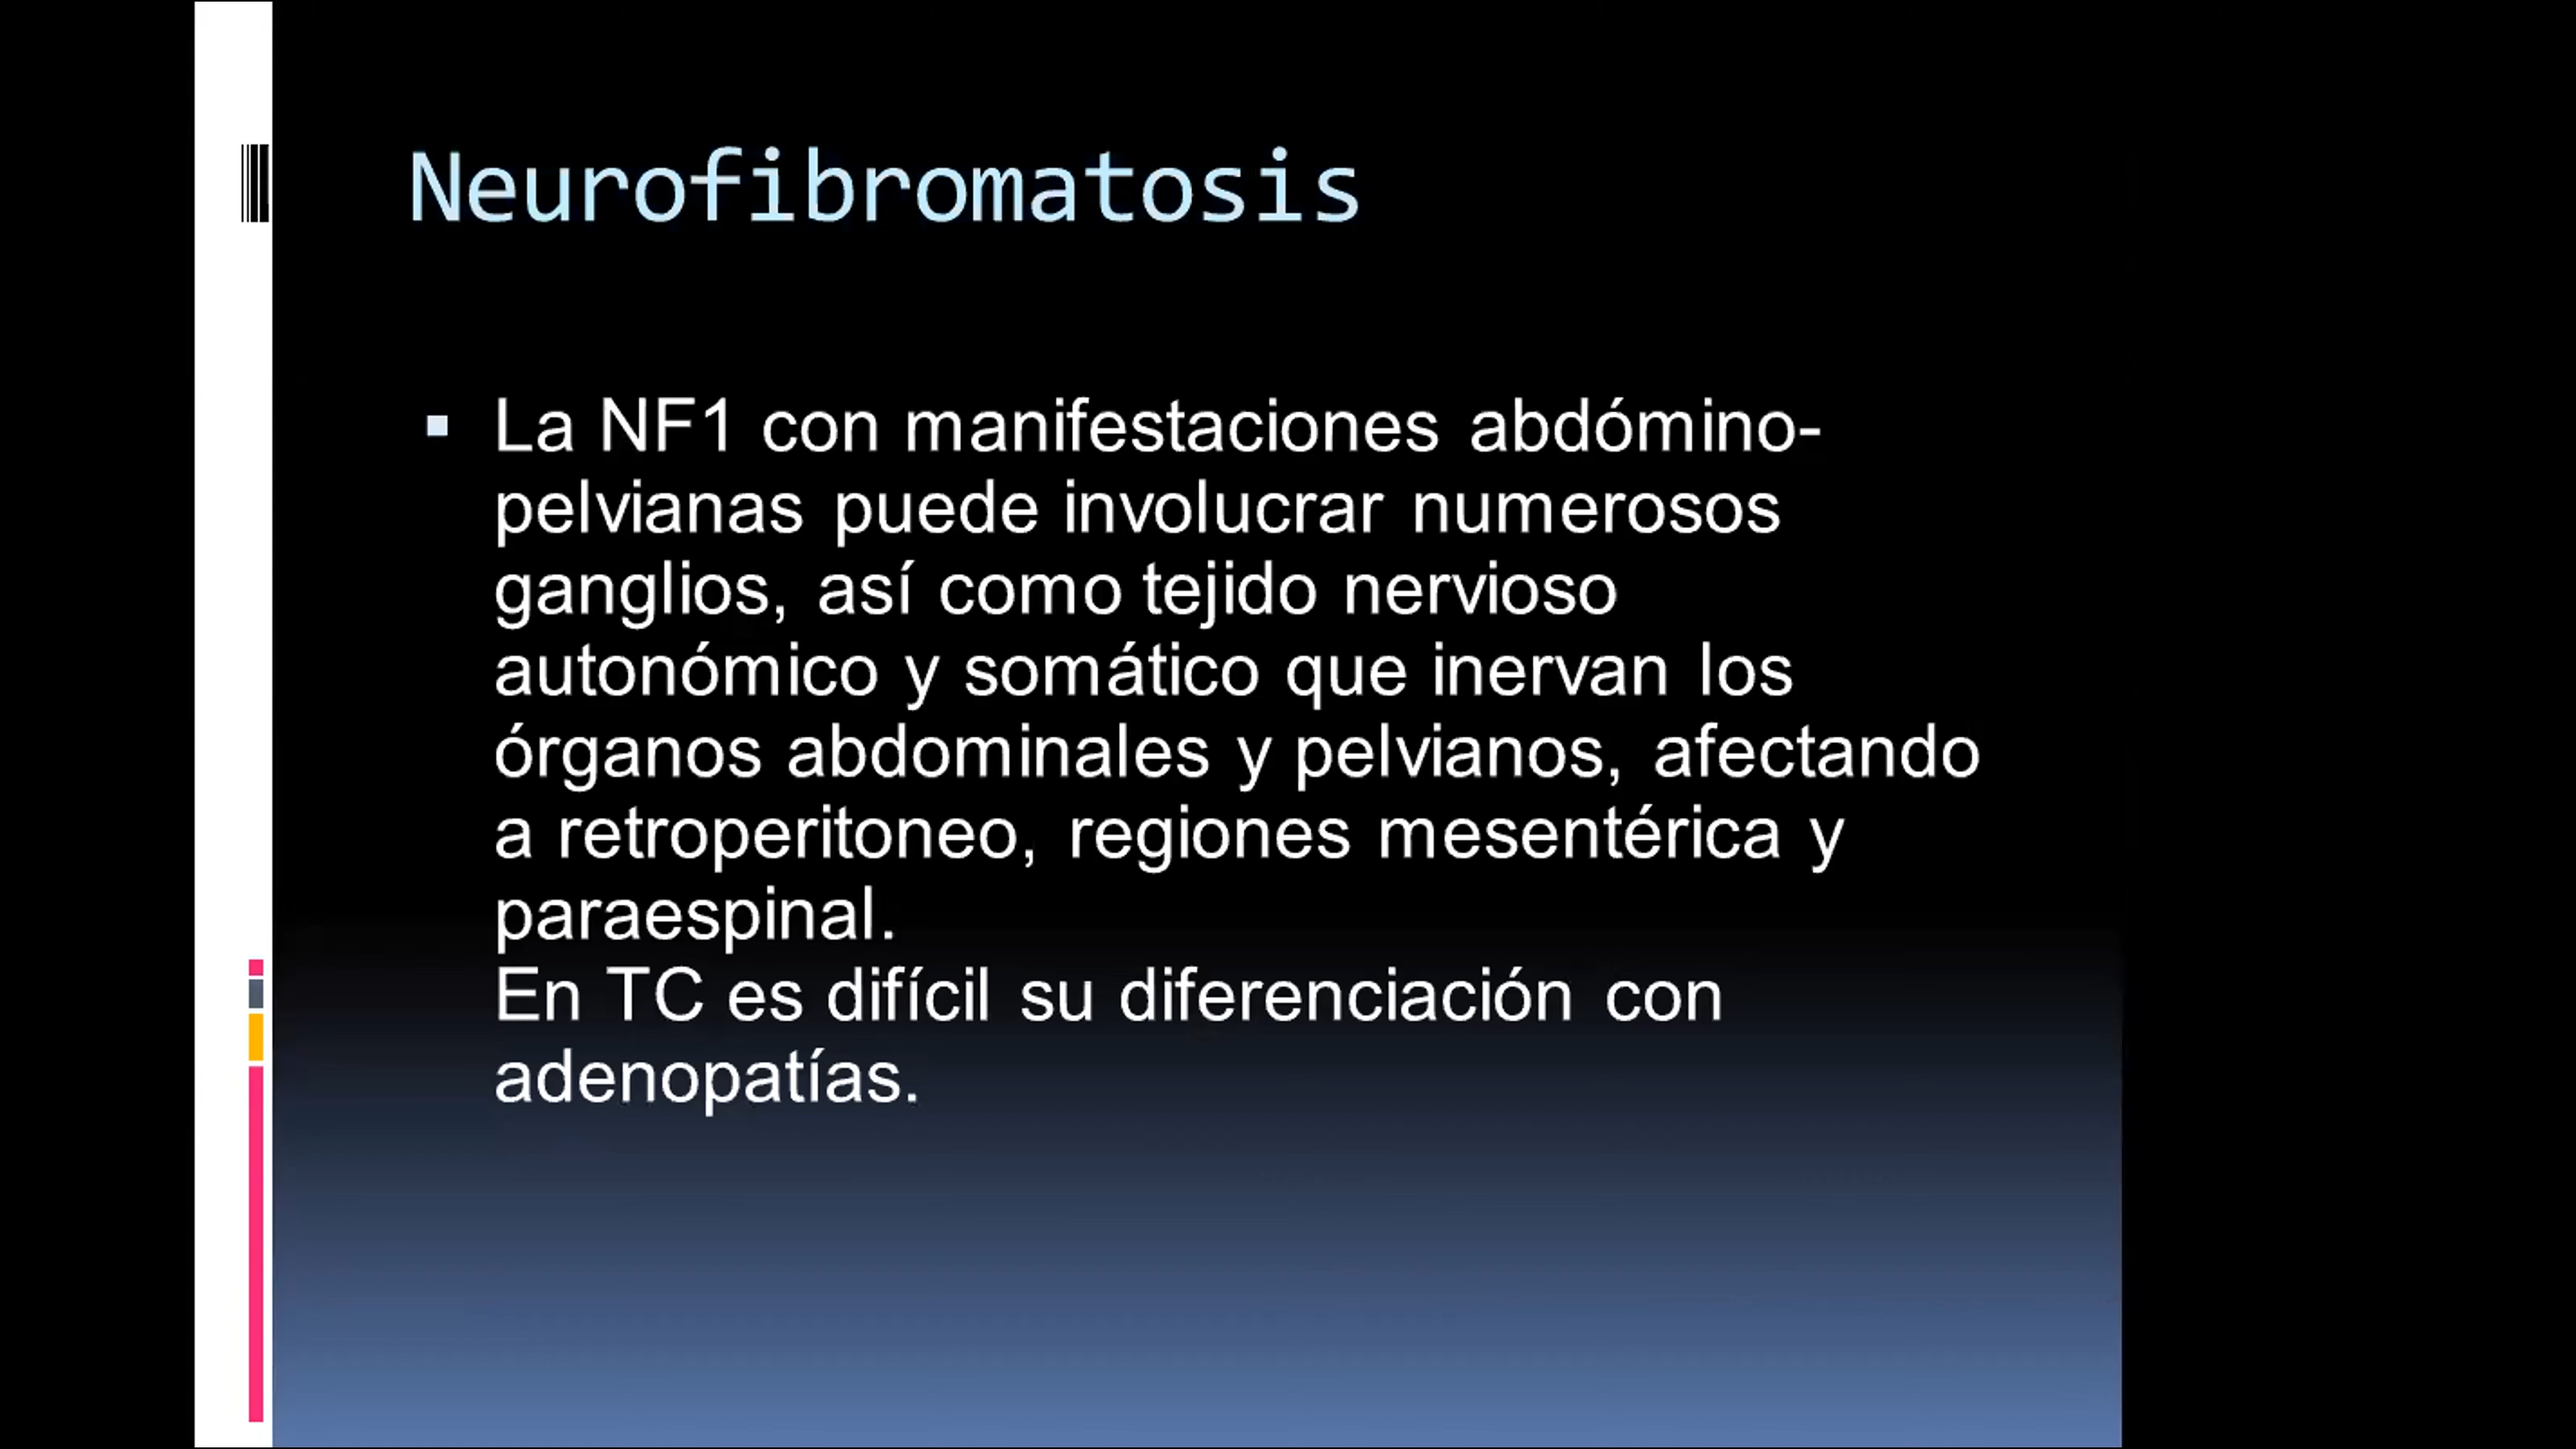 Neurofibromatosis
La NF1 con manifestaciones abdómino-
pelvianas puede involucrar numerosos
ganglios, así como tejido nervioso
autonómico y somático que inervan los
órganos abdominales y pelvianos, afectando
a retroperitoneo, regiones mesentérica y
paraespinal.
En TC es difícil su diferenciación con
adenopatías.